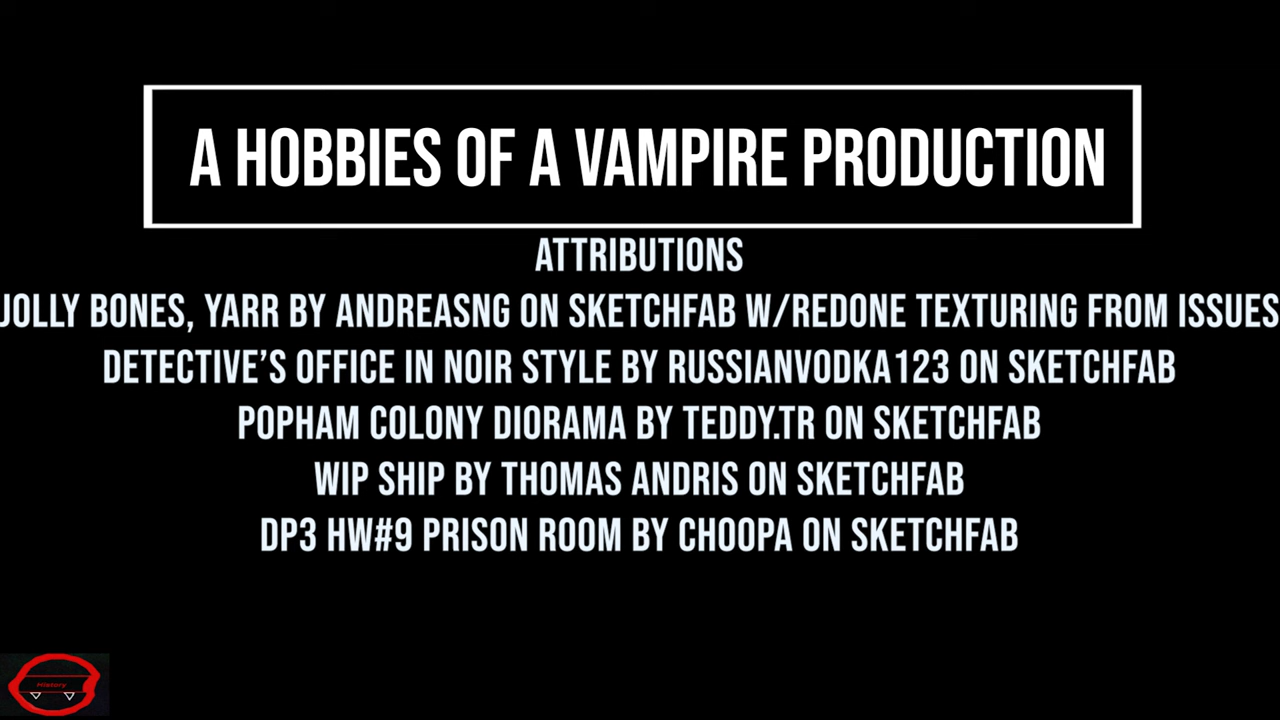 A HOBBIES OF A VAMPIRE PRODUCTION
ATTRIBUTIONS
JOLLY BONES, YARR BY ANDREASNG ON SKETCHFAB W/REDONE TEXTURING FROM ISSUES
DETECTIVE’S OFFICE IN NOIR STYLE BY RUSSIANVODKA123 ON SKETCHFAB
POPHAM COLONY DIORAMA BY TEDDY.TR ON SKETCHFAB
WIP SHIP BY THOMAS ANDRIS ON SKETCHFAB
DP3 HW#9 PRISON ROOM BY CHOOPA ON SKETCHFAB
History